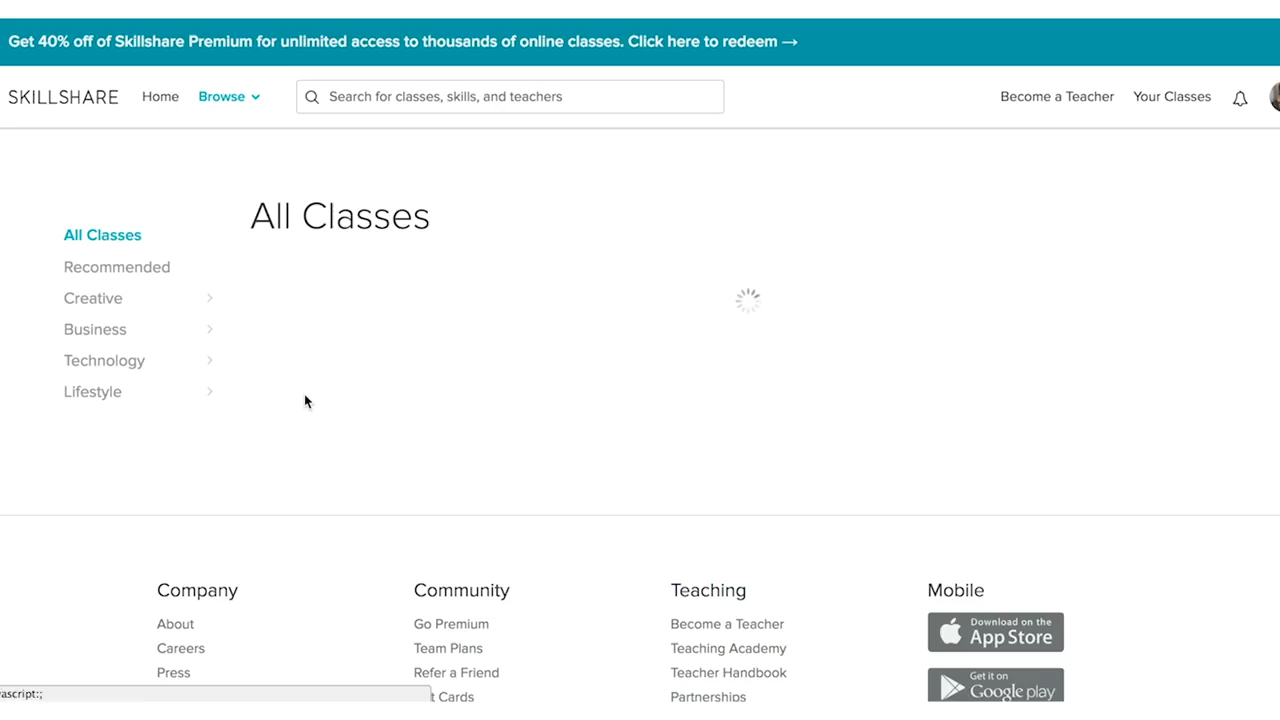 Get 40% off of Skillshare Premium for unlimited access to thousands of online classes. Click here to redeem →
SKILLSHARE Home Browse Search for classes, skills, and teachers Become a Teacher Your Classes
All Classes
All Classes
Recommended
Creative
Business
Technology
Lifestyle
Company Community Teaching Mobile
About Go Premium Become a Teacher Download on the App Store
Careers Team Plans Teaching Academy
Press Refer a Friend Teacher Handbook Get it on Google play
Cards Partnerships
ascript:;